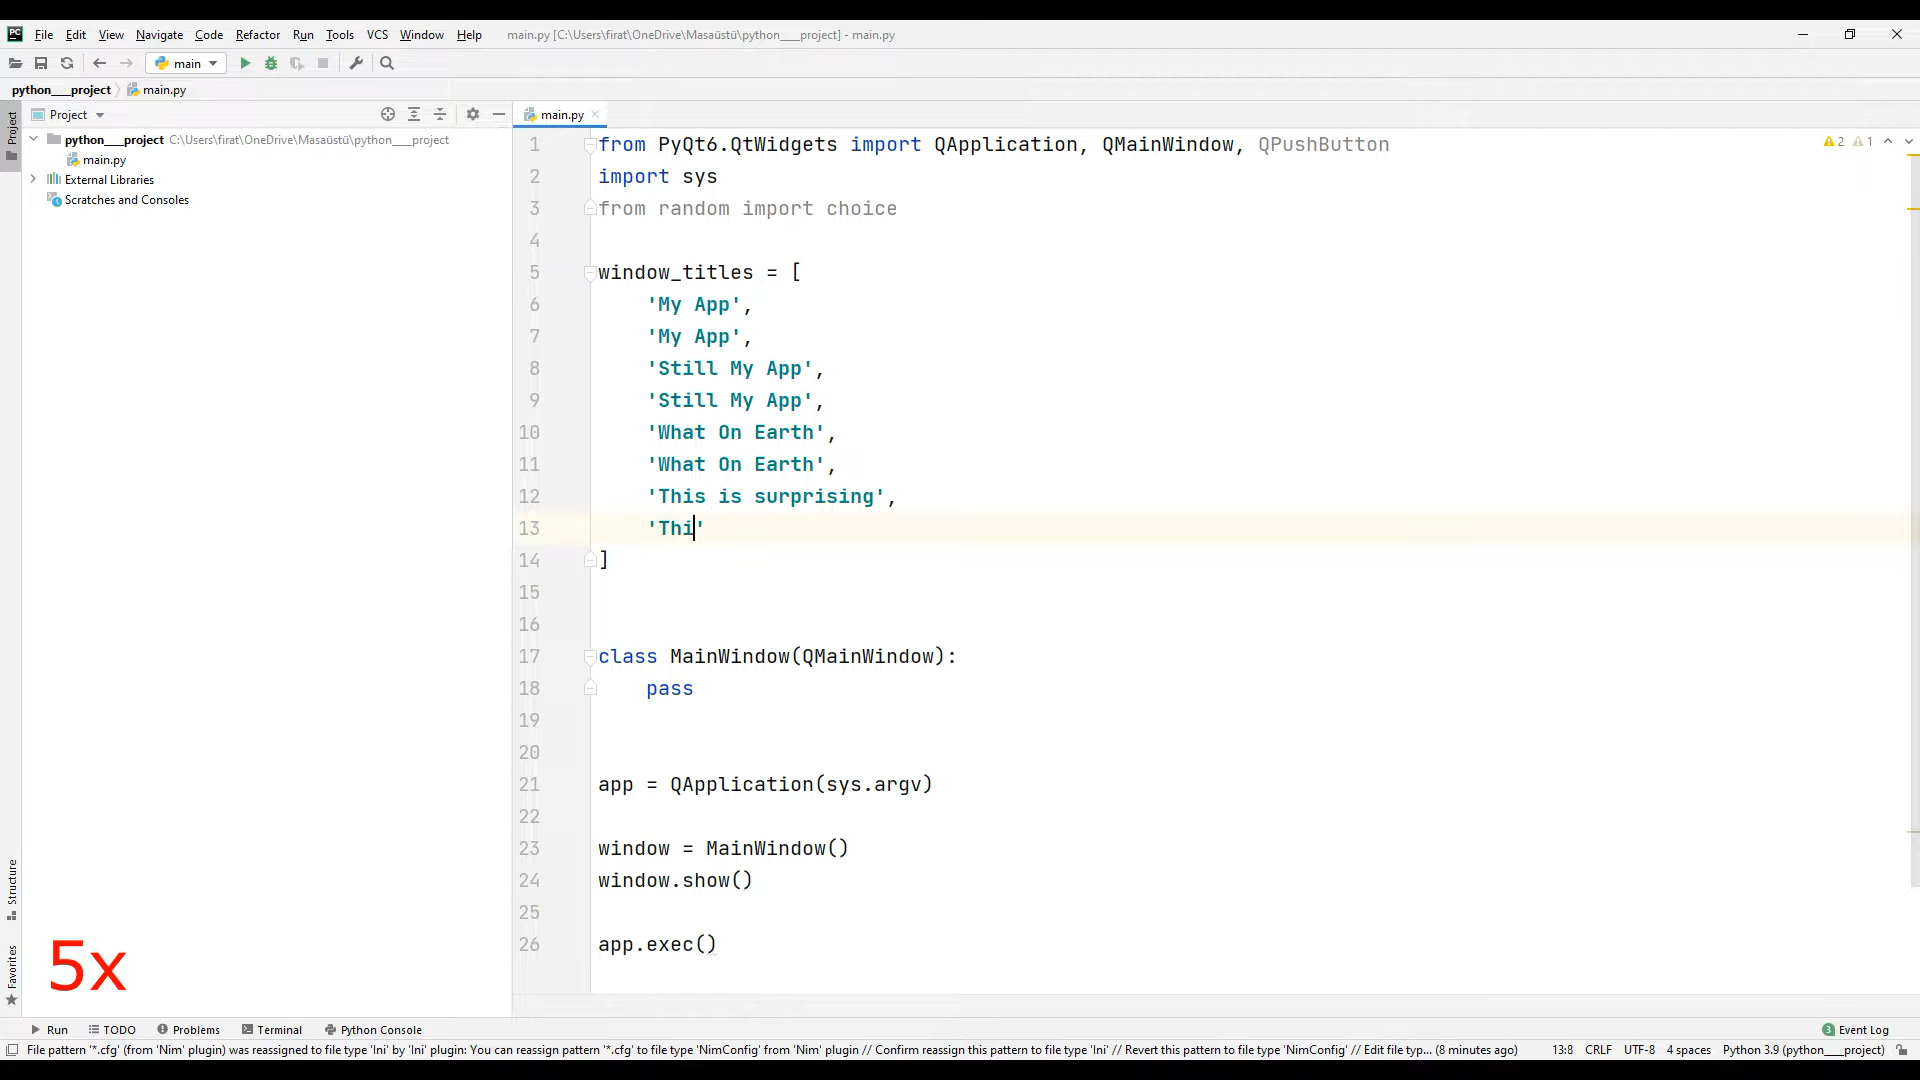 File Edit View Navigate Code Refactor Run Tools VCS Window Help main.py [C:\Users\firat\OneDrive\Masaüstü\python___project] - main.py
main
python___project main.py
Project
main.py
Project
python___project C:\Users\firat\OneDrive\Masaüstü\python___project
main.py
External Libraries
Scratches and Consoles
1 from PyQt6.QtWidgets import QApplication, QMainWindow, QPushButton
2 import sys
3 from random import choice
4
5 window_titles = [
6 'My App',
7 'My App',
8 'Still My App',
9 'Still My App',
10 'What On Earth',
11 'What On Earth',
12 'This is surprising',
13 'Thi'
14 ]
15
16
17 class MainWindow(QMainWindow):
18 pass
19
20
21 app = QApplication(sys.argv)
22
23 window = MainWindow()
24 window.show()
25
26 app.exec()
2 1
Structure
Favorites
5x
Run TODO Problems Terminal Python Console 3 Event Log
File pattern '*.cfg' (from 'Nim' plugin) was reassigned to file type 'Ini' by 'Ini' plugin: You can reassign pattern '*.cfg' to file type 'NimConfig' from 'Nim' plugin // Confirm reassign this pattern to file type 'Ini' // Revert this pattern to file type 'NimConfig' // Edit file typ... (8 minutes ago) 13:8 CRLF UTF-8 4 spaces Python 3.9 (python___project)